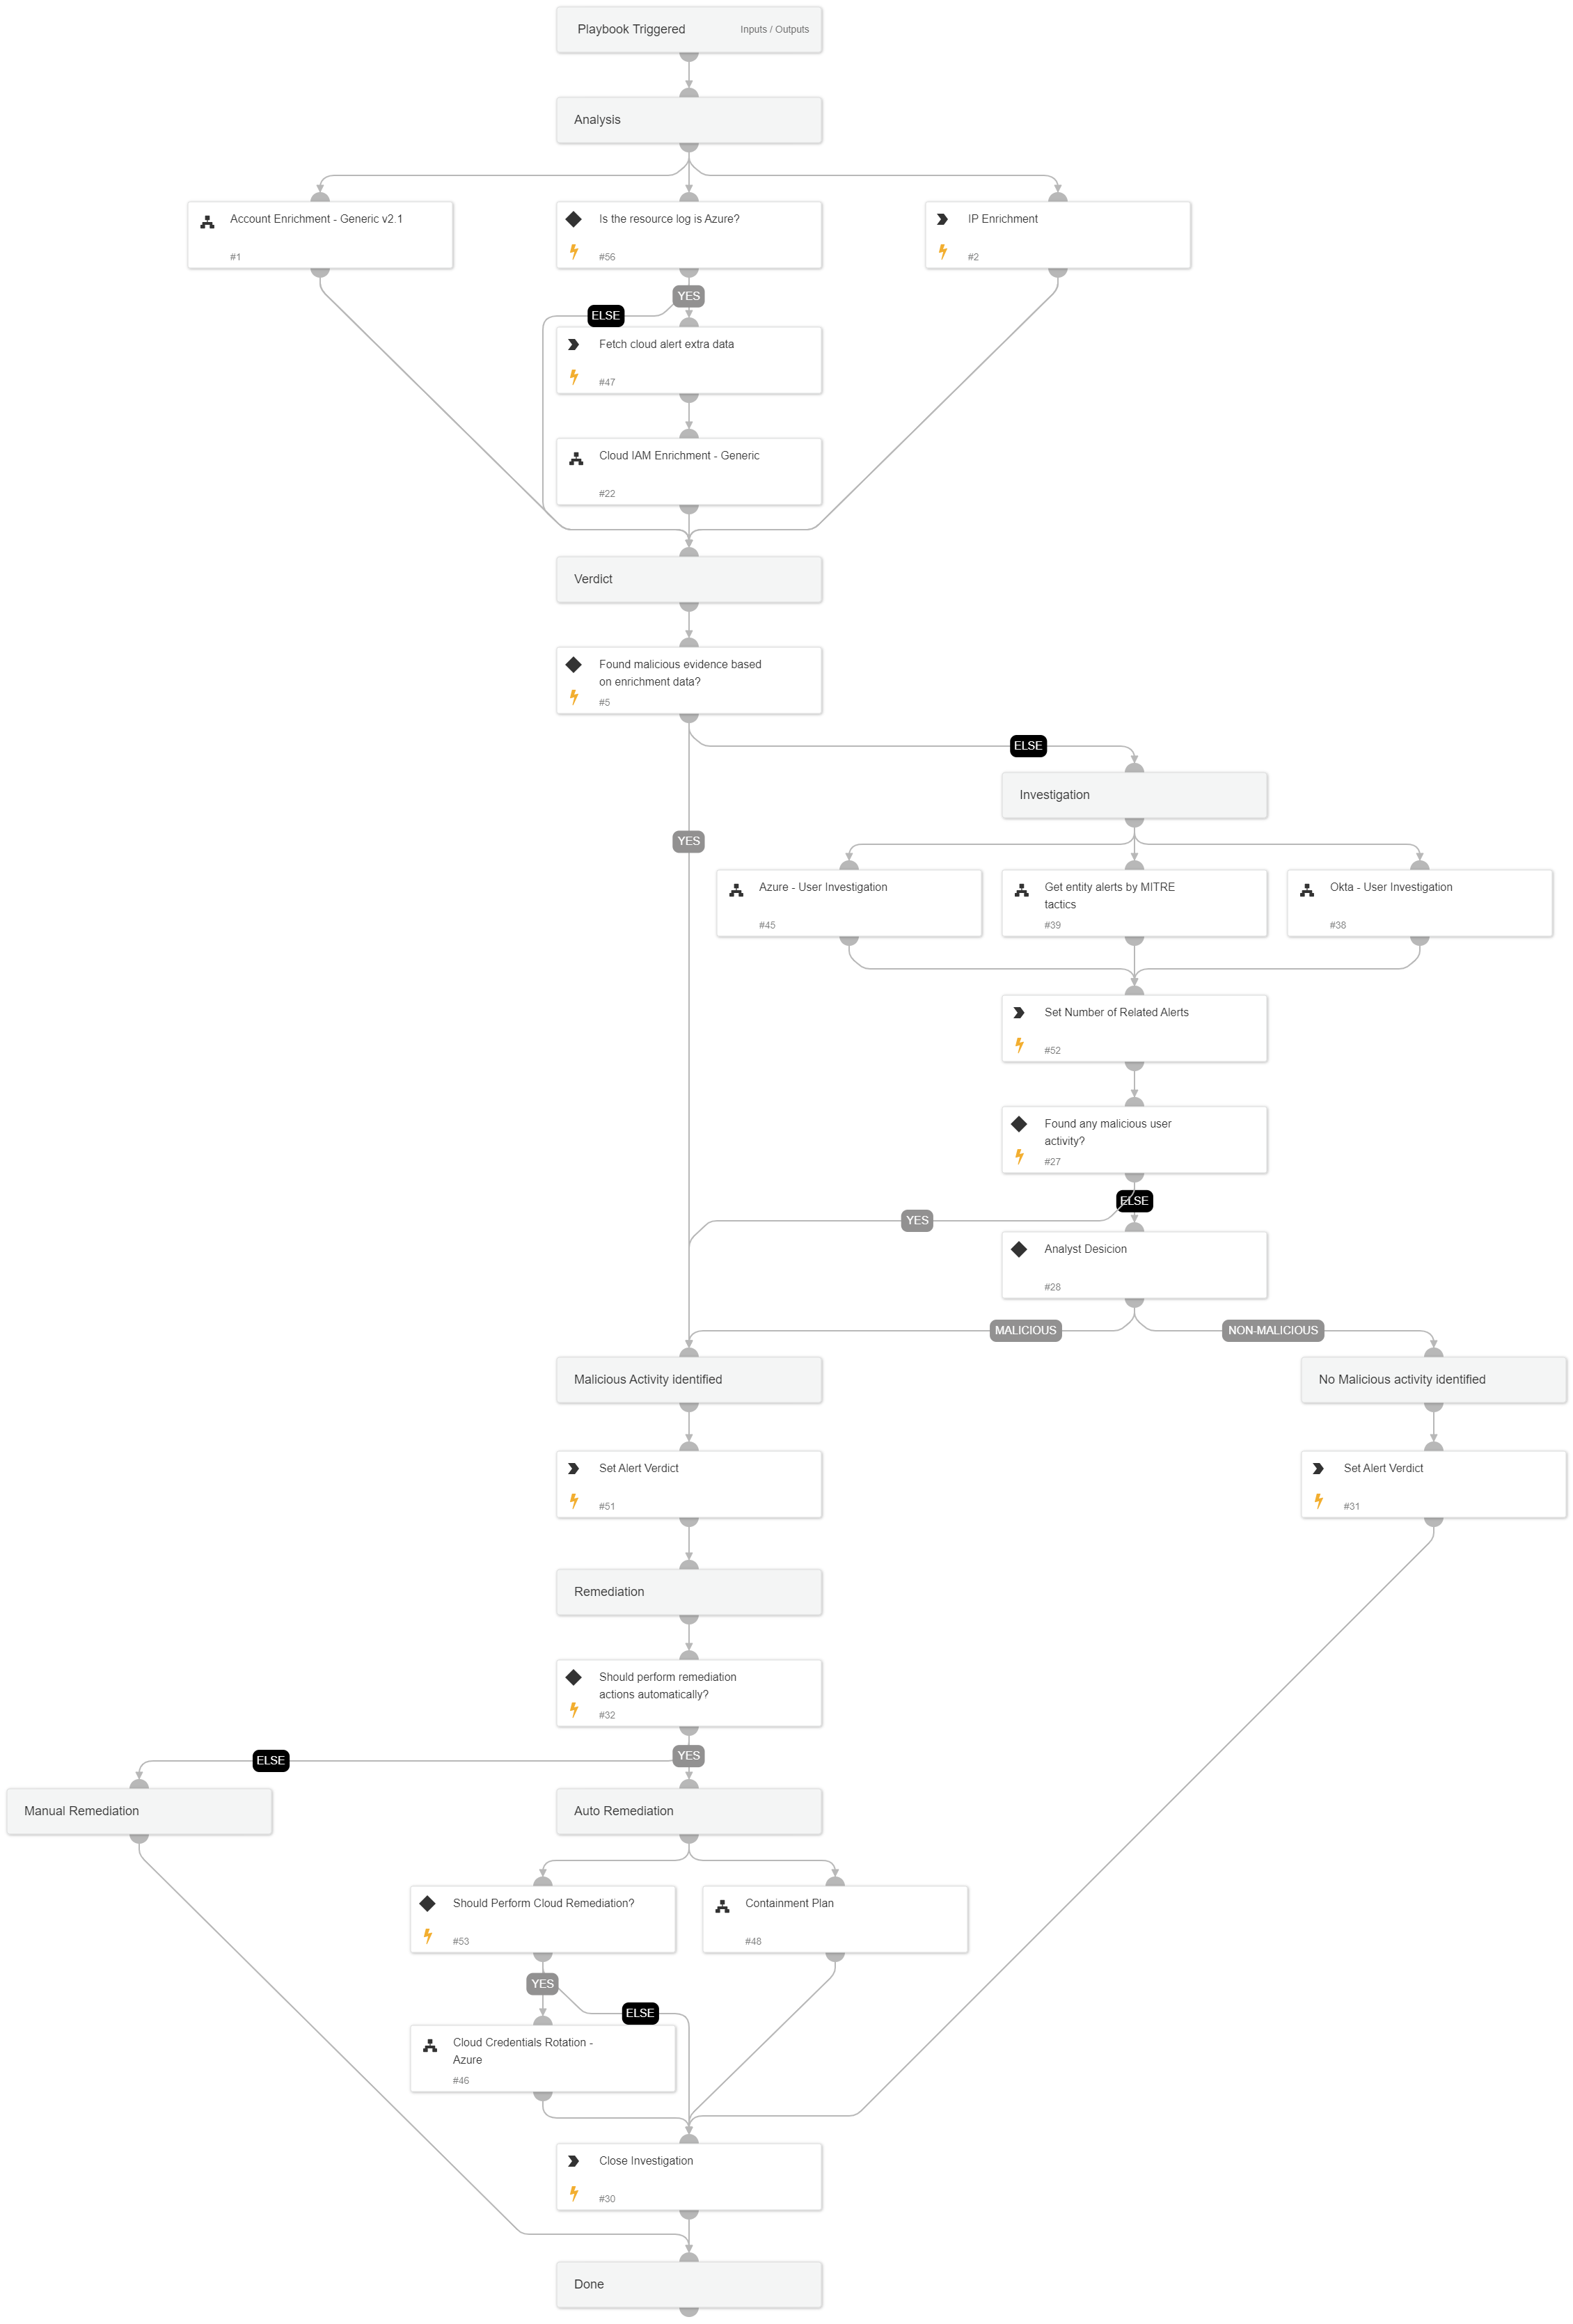 Playbook Triggered
Inputs / Outputs
Analysis
Account Enrichment - Generic v2.1
#1
Is the resource log is Azure?
#56
IP Enrichment
#2
YES
ELSE
Fetch cloud alert extra data
#47
Cloud IAM Enrichment - Generic
#22
Verdict
Found malicious evidence based
on enrichment data?
#5
ELSE
Investigation
YES
Azure - User Investigation
#45
Get entity alerts by MITRE
tactics
#39
Okta - User Investigation
#38
Set Number of Related Alerts
#52
Found any malicious user
activity?
#27
ELSE
YES
Analyst Desicion
#28
MALICIOUS
NON-MALICIOUS
Malicious Activity identified
No Malicious activity identified
Set Alert Verdict
#51
Set Alert Verdict
#31
Remediation
Should perform remediation
actions automatically?
#32
YES
ELSE
Manual Remediation
Auto Remediation
Should Perform Cloud Remediation?
#53
Containment Plan
#48
YES
ELSE
Cloud Credentials Rotation -
Azure
#46
Close Investigation
#30
Done